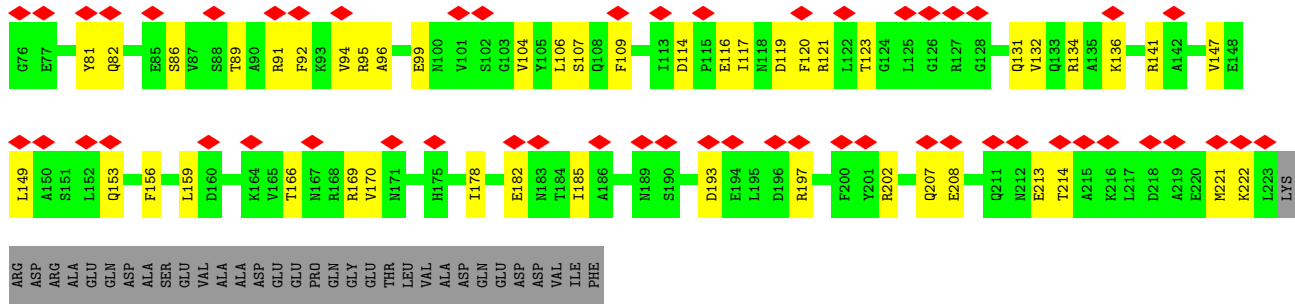 G76 E77 Y81 Q82 E85 S86 V87 S88 T89 A90 R91 F92 K93 V94 R95 A96 E99 N100 V101 S102 G103 V104 Y105 L106 S107 Q108 F109 I113 D114 P115 E116 I117 N118 D119 F120 R121 L122 T123 G124 L125 G126 R127 G128 Q131 V132 Q133 R134 A135 K136 R141 A142 V147 E148
L149 A150 S151 L152 Q153 F156 L159 D160 K164 V165 T166 N167 R168 R169 V170 N171 H175 I178 E182 N183 T184 I185 A186 N189 S190 D193 E194 L195 D196 R197 F200 Y201 R202 Q207 E208 Q211 N212 E213 T214 A215 K216 L217 D218 A219 E220 M221 K222 L223 LYS
ARG ASP ARG ALA GLU GLN ASP ALA SER GLU VAL ALA ALA ASP GLU GLU PRO GLN GLY GLU THR LEU VAL ALA ASP GLN GLU ASP ASP VAL ILE PHE